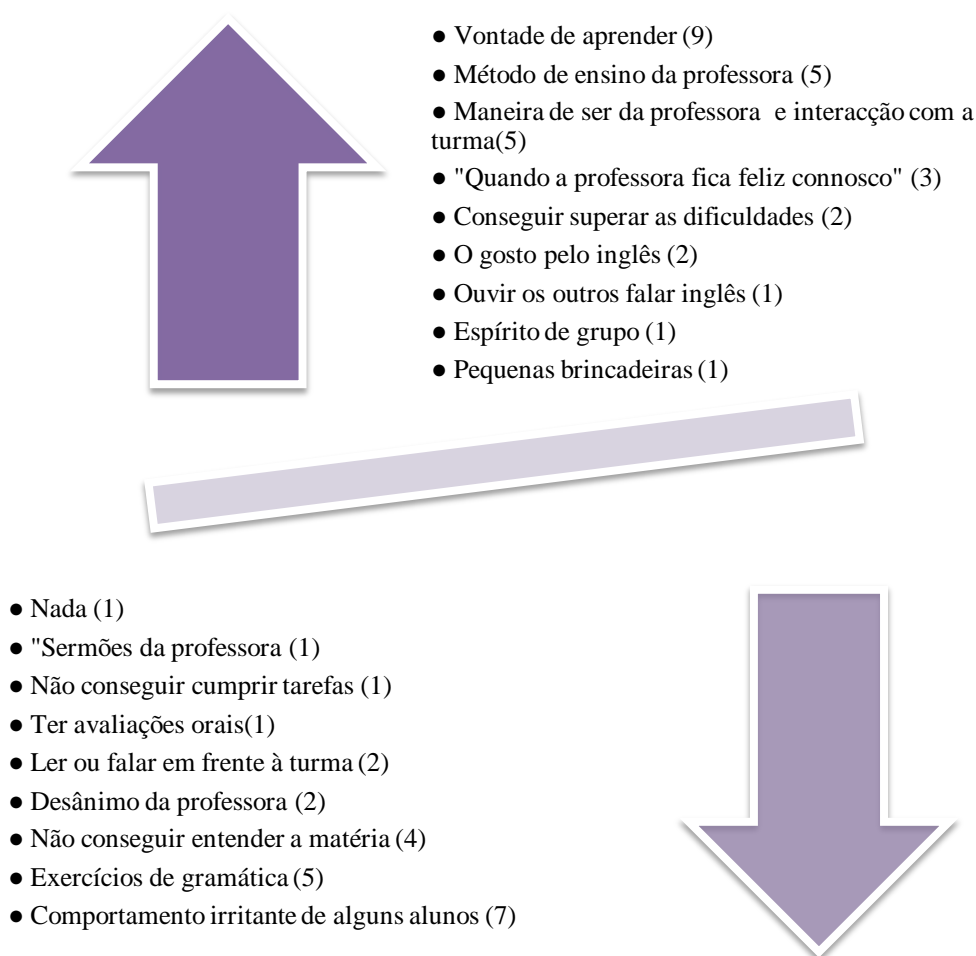 ● Vontade de aprender (9)
● Método de ensino da professora (5)
● Maneira de ser da professora e interacção com a
turma(5)
● "Quando a professora fica feliz connosco" (3)
● Conseguir superar as dificuldades (2)
● O gosto pelo inglês (2)
● Ouvir os outros falar inglês (1)
● Espírito de grupo (1)
● Pequenas brincadeiras (1)
● Nada (1)
● "Sermões da professora (1)
● Não conseguir cumprir tarefas (1)
● Ter avaliações orais(1)
● Ler ou falar em frente à turma (2)
● Desânimo da professora (2)
● Não conseguir entender a matéria (4)
● Exercícios de gramática (5)
● Comportamento irritante de alguns alunos (7)